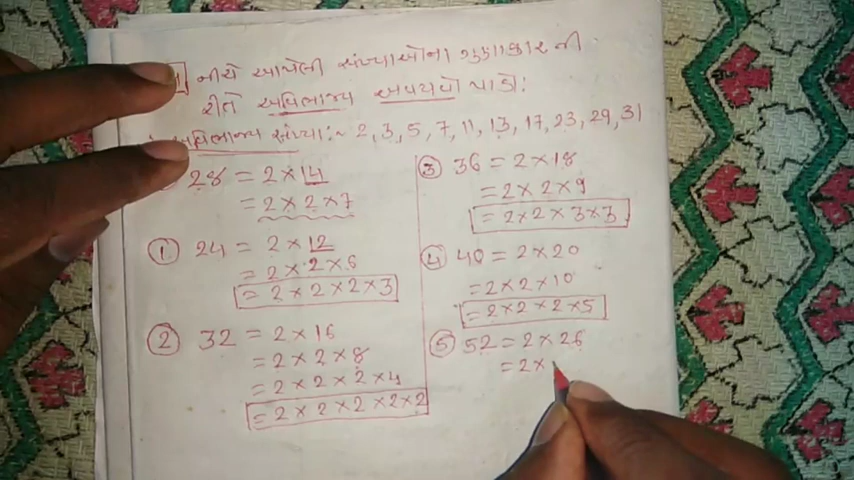 નીચે આપેલી સંખ્યાઓના ગુણાકારની
રીતે અવિભાજ્ય અવયવો પાડો:
અવિભાજ્ય સંખ્યા:~ 2, 3, 5, 7, 11, 13, 17, 23, 29, 31
28 = 2 × 14
= 2 × 2 × 7
① 24 = 2 × 12
= 2 × 2 × 6
= 2 × 2 × 2 × 3
② 32 = 2 × 16
= 2 × 2 × 8
= 2 × 2 × 2 × 4
= 2 × 2 × 2 × 2 × 2
③ 36 = 2 × 18
= 2 × 2 × 9
= 2 × 2 × 3 × 3
④ 40 = 2 × 20
= 2 × 2 × 10
= 2 × 2 × 2 × 5
⑤ 52 = 2 × 26
= 2 ×